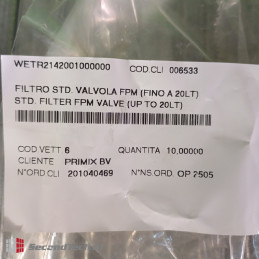 WETR2142001000000 COD.CLI 006533
FILTRO STD. VALVOLA FPM (FINO A 20LT)
STD. FILTER FPM VALVE (UP TO 20LT)
COD.VETT 6 QUANTITA 10,00000
CLIENTE PRIMIX BV
N°ORD.CLI 201040469 N°NS.ORD OP 2505